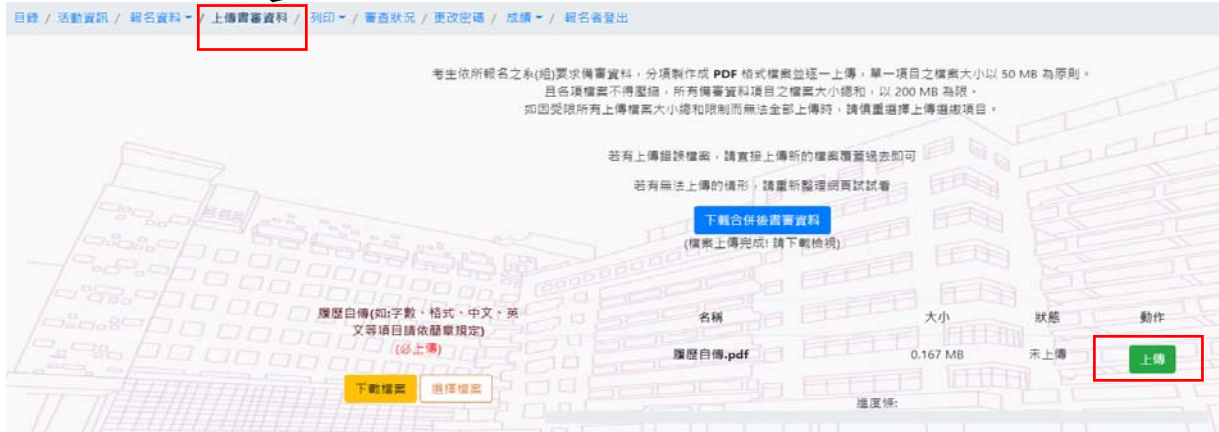 目錄 / 活動資訊 / 報名資料 / 上傳書審資料 / 列印 / 審查狀況 / 更改密碼 / 成績 / 報名者登出
考生依所報名之系(組)要求備審資料，分項製作成 PDF 格式檔案並逐一上傳，單一項目之檔案大小以 50 MB 為原則。
且各項檔案不得壓縮，所有備審資料項目之檔案大小總和，以 200 MB 為限。
如因受限所有上傳檔案大小總和限制而無法全部上傳時，請慎重選擇上傳選繳項目。
若有上傳錯誤檔案，請直接上傳新的檔案覆蓋過去即可
若有無法上傳的情形，請重新整理網頁試試看
下載合併後書審資料
(檔案上傳完成! 請下載檢視)
履歷自傳(如:字數、格式、中文、英
文等項目請依簡章規定)
(必上傳)
下載檔案 選擇檔案
名稱 大小 狀態 動作
履歷自傳.pdf 0.167 MB 未上傳 上傳
進度條: